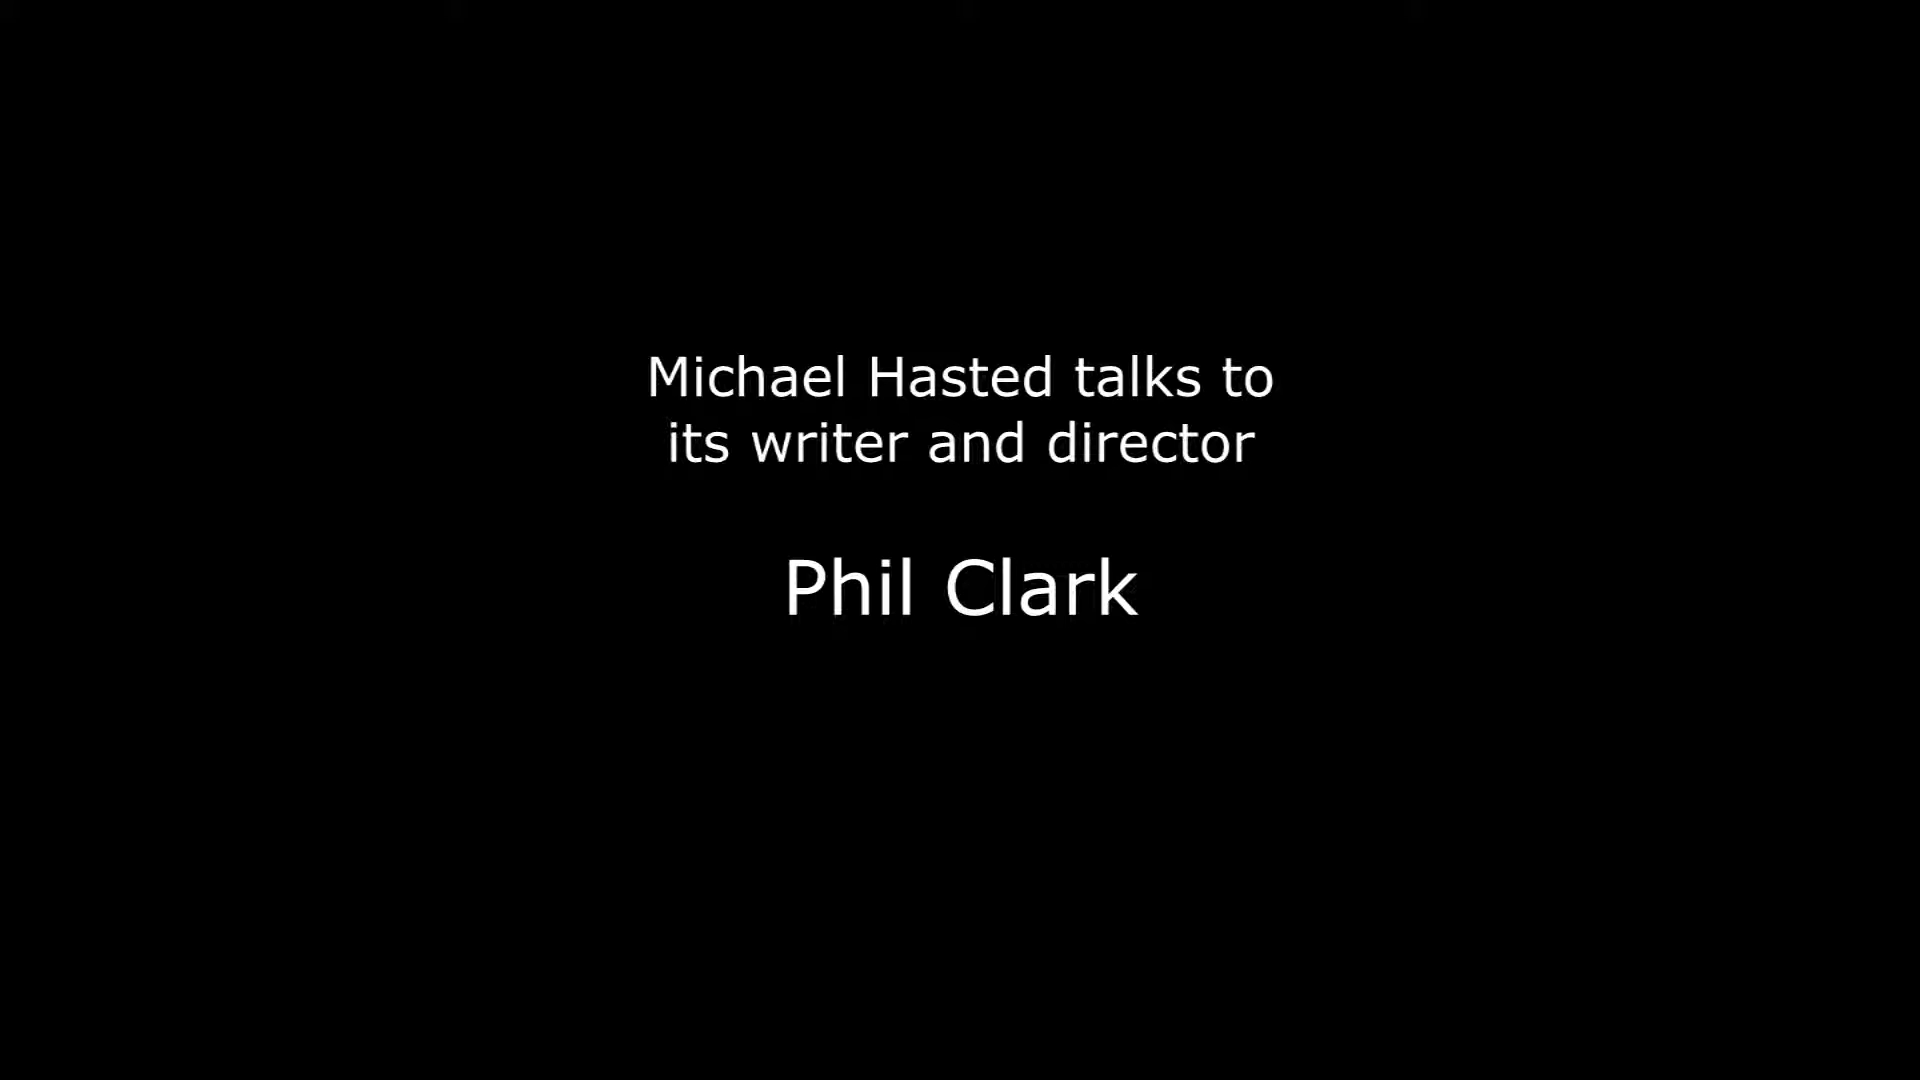 Michael Hasted talks to
its writer and director
Phil Clark